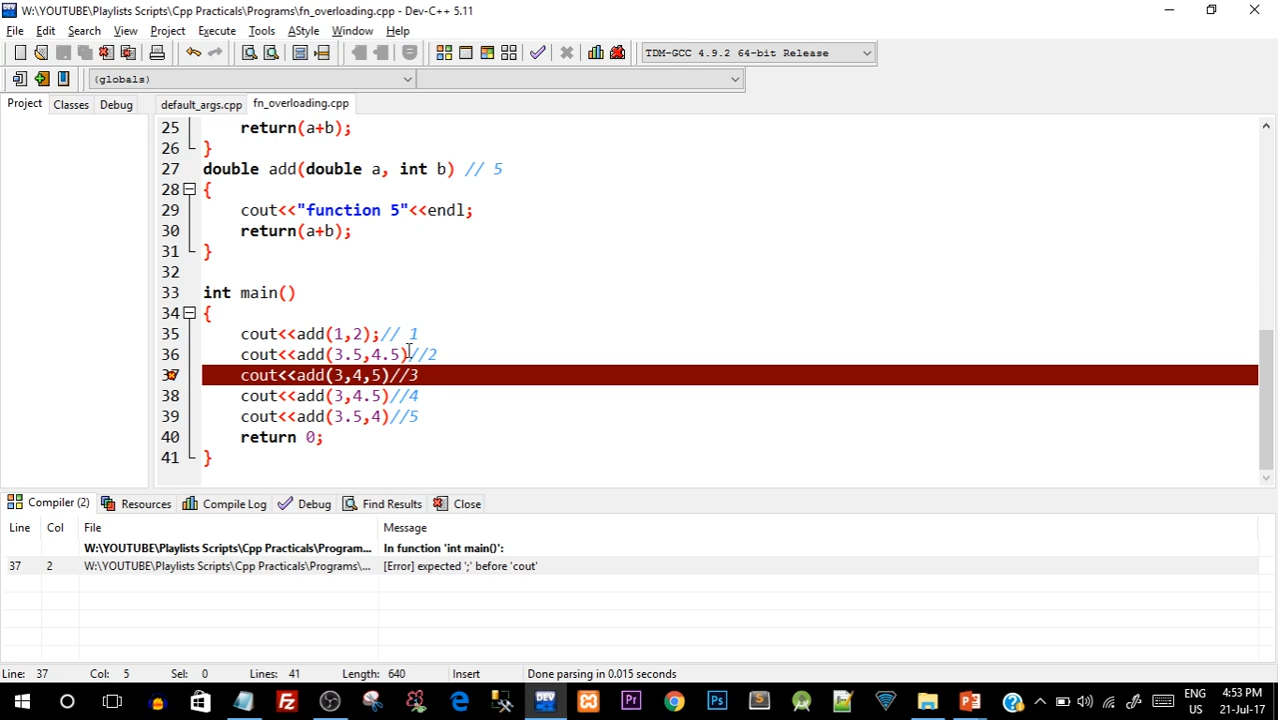 W:\YOUTUBE\Playlists Scripts\Cpp Practicals\Programs\fn_overloading.cpp - Dev-C++ 5.11
File Edit Search View Project Execute Tools AStyle Window Help
TDM-GCC 4.9.2 64-bit Release
(globals)
Project Classes Debug
default_args.cpp fn_overloading.cpp
25 return(a+b);
26 }
27 double add(double a, int b) // 5
28 {
29 cout<<"function 5"<<endl;
30 return(a+b);
31 }
32
33 int main()
34 {
35 cout<<add(1,2);// 1
36 cout<<add(3.5,4.5)//2
37 cout<<add(3,4,5)//3
38 cout<<add(3,4.5)//4
39 cout<<add(3.5,4)//5
40 return 0;
41 }
Compiler (2) Resources Compile Log Debug Find Results Close
Line Col File Message
W:\YOUTUBE\Playlists Scripts\Cpp Practicals\Program... In function 'int main()':
37 2 W:\YOUTUBE\Playlists Scripts\Cpp Practicals\Programs\... [Error] expected ';' before 'cout'
Line: 37 Col: 5 Sel: 0 Lines: 41 Length: 640 Insert Done parsing in 0.015 seconds
ENG 4:53 PM
US 21-Jul-17